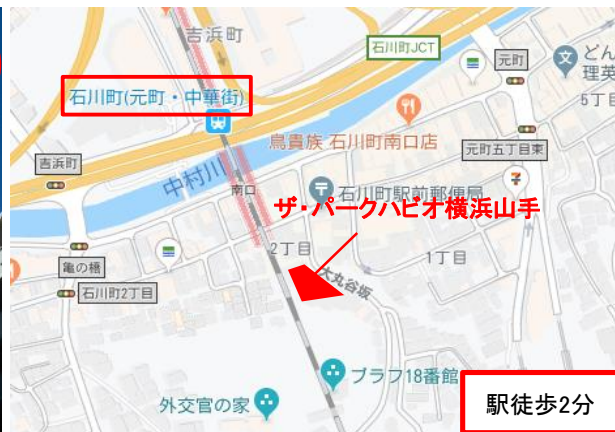 吉浜町
石川町JCT
元町
どん
理英
5丁目
石川町(元町・中華街)
鳥貴族 石川町南口店
元町五丁目東
吉浜町
中村川
南口
石川町駅前郵便局
ザ・パークハビオ横浜山手
2丁目
1丁目
亀の橋
大丸谷坂
石川町2丁目
ブラフ18番館
外交官の家
駅徒歩2分